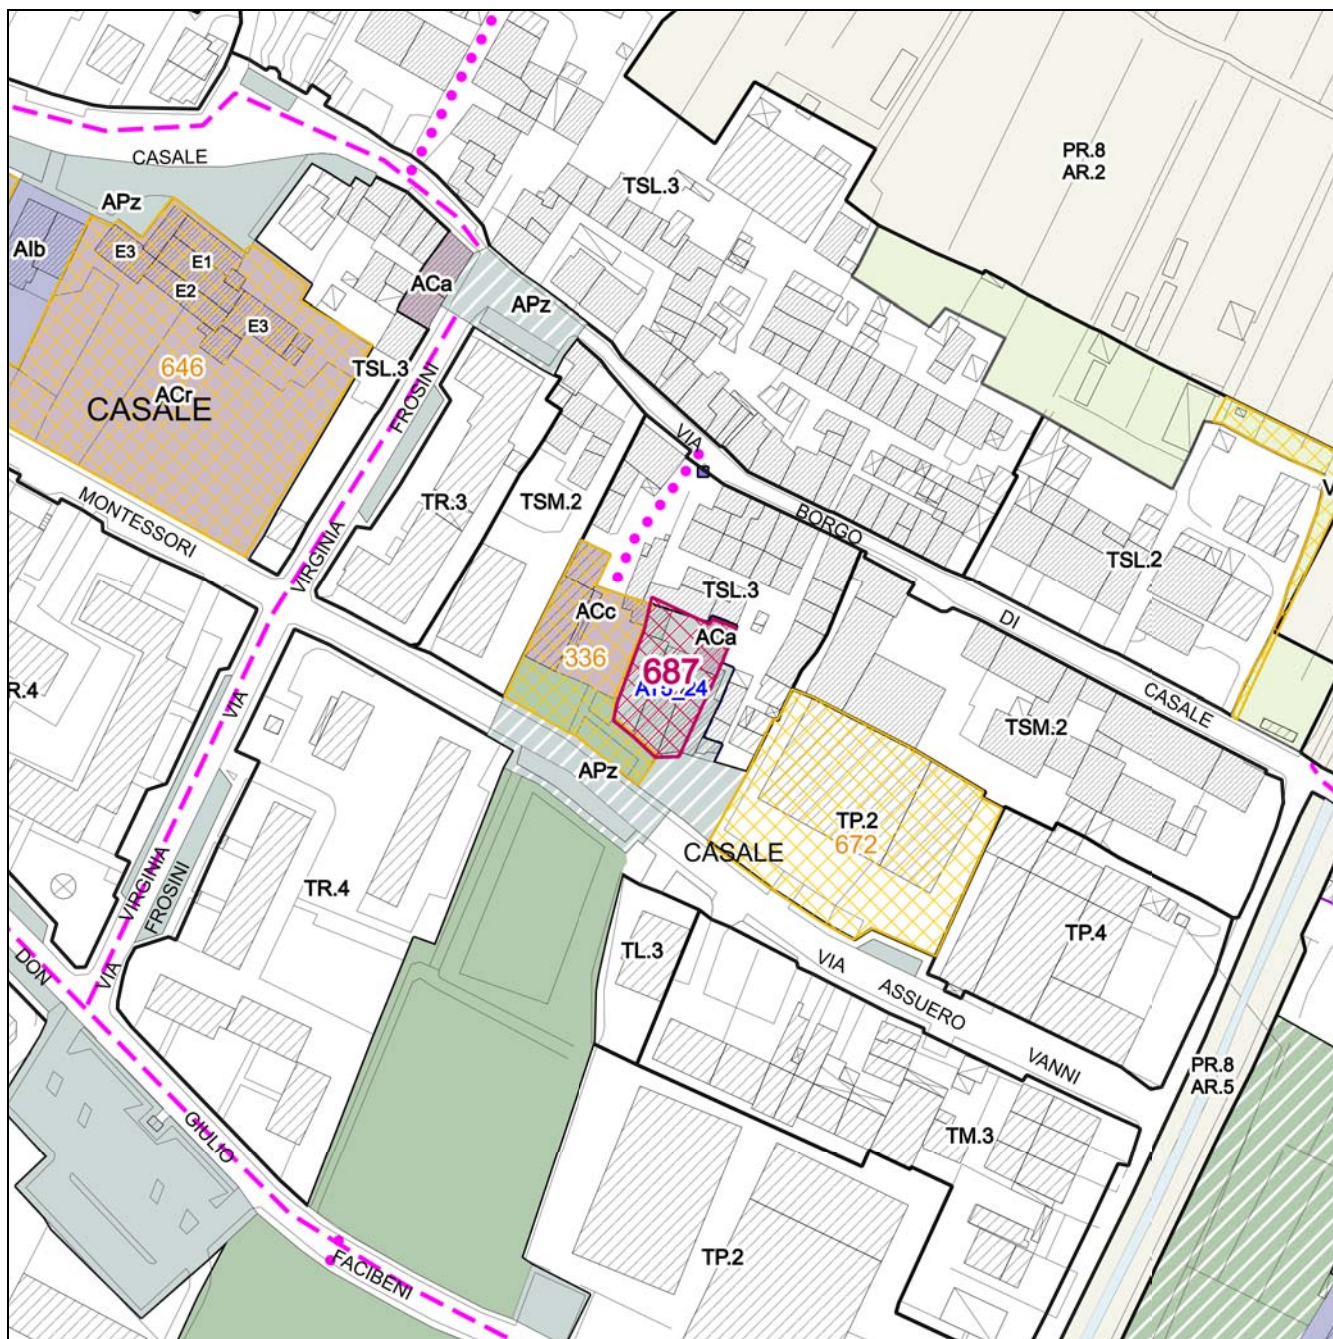 PR.8
AR.2
CASALE
TSL.3
APz
AIb
E3
E1
E2
E3
ACa
APz
646
ACr
CASALE
TSL.3
FROSINI
VIA
MONTESSORI
TR.3
TSM.2
BORGO
TSL.2
VIRGINIA
ACc
TSL.3
DI
336
ACa
687
CASALE
R.4
VIA
TSM.2
APz
TP.2
672
CASALE
VIRGINIA
FROSINI
TR.4
TP.4
TL.3
VIA
DON
VIA
ASSUERO
VANNI
PR.8
AR.5
GIULIO
TM.3
TP.2
FACIBENI